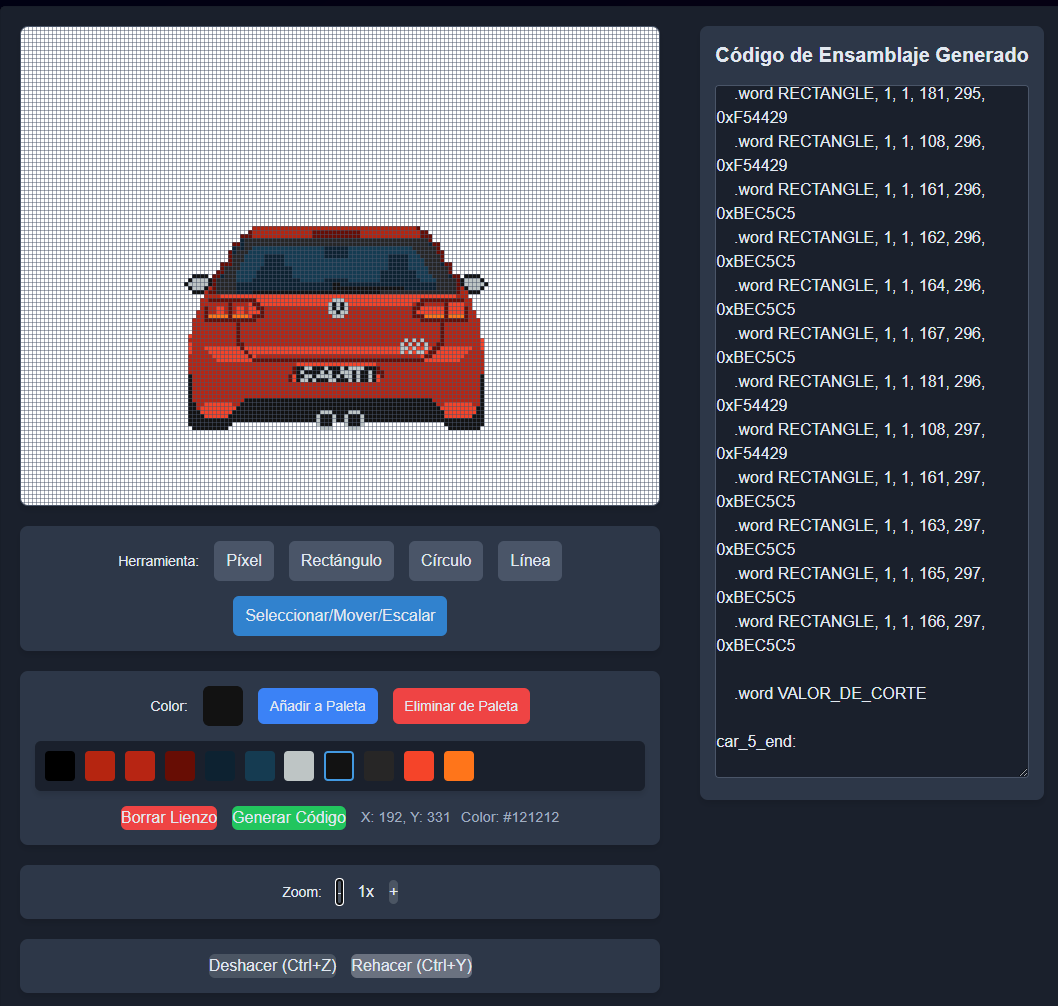 Código de Ensamblaje Generado
.word RECTANGLE, 1, 1, 181, 295,
0xF54429
.word RECTANGLE, 1, 1, 108, 296,
0xF54429
.word RECTANGLE, 1, 1, 161, 296,
0xBEC5C5
.word RECTANGLE, 1, 1, 162, 296,
0xBEC5C5
.word RECTANGLE, 1, 1, 164, 296,
0xBEC5C5
.word RECTANGLE, 1, 1, 167, 296,
0xBEC5C5
.word RECTANGLE, 1, 1, 181, 296,
0xF54429
.word RECTANGLE, 1, 1, 108, 297,
0xF54429
.word RECTANGLE, 1, 1, 161, 297,
0xBEC5C5
.word RECTANGLE, 1, 1, 163, 297,
0xBEC5C5
.word RECTANGLE, 1, 1, 165, 297,
0xBEC5C5
.word RECTANGLE, 1, 1, 166, 297,
0xBEC5C5
.word VALOR_DE_CORTE
car_5_end:
Herramienta: Píxel Rectángulo Círculo Línea
Seleccionar/Mover/Escalar
Color: Añadir a Paleta Eliminar de Paleta
Borrar Lienzo Generar Código X: 192, Y: 331 Color: #121212
Zoom: - 1x +
Deshacer (Ctrl+Z) Rehacer (Ctrl+Y)